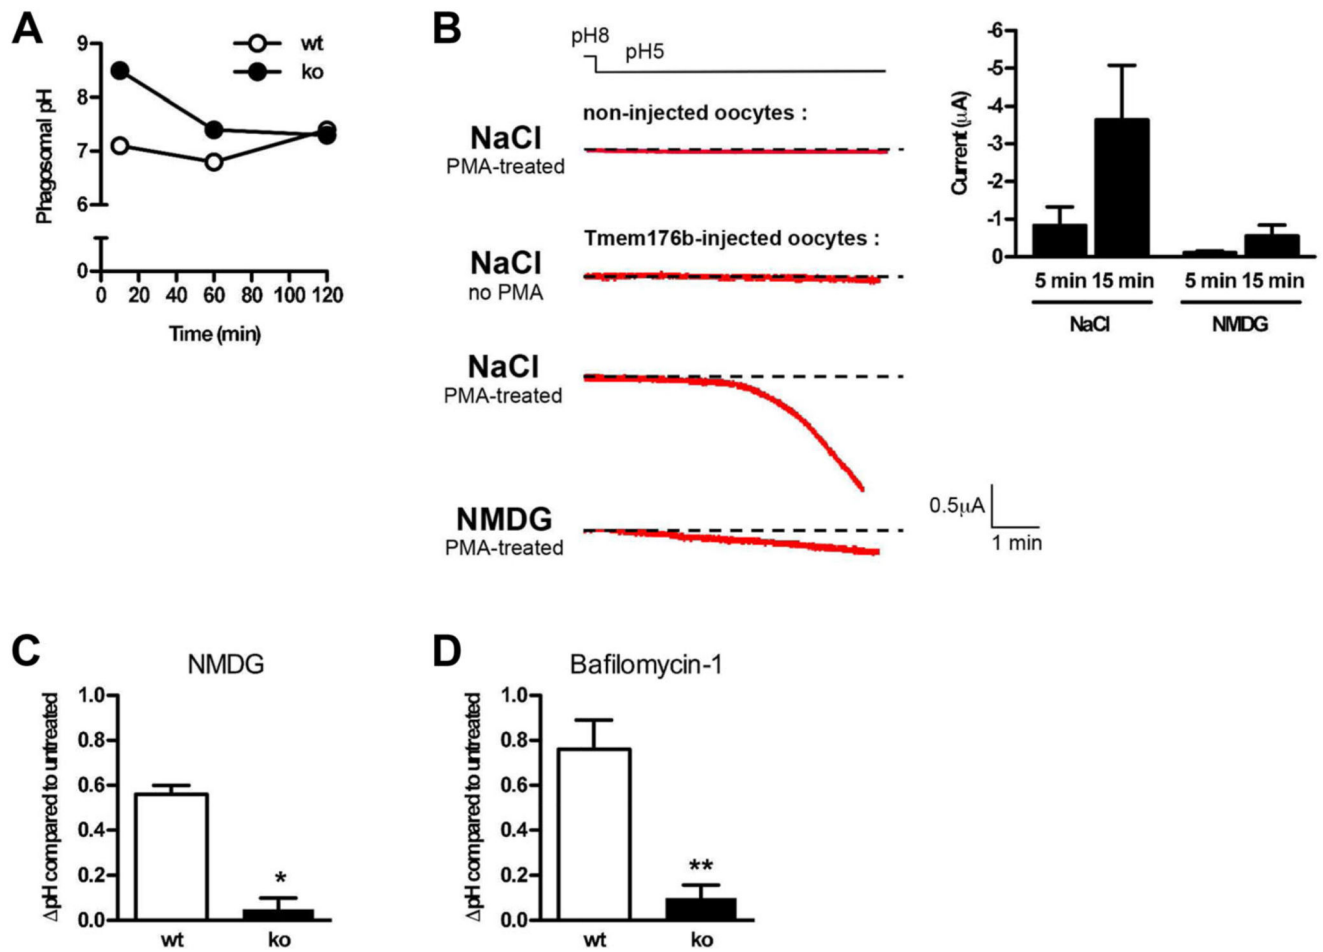 A
wt
ko
9
8
7
6
0
Phagosomal pH
0 20 40 60 80 100 120
Time (min)
B
pH8
pH5
non-injected oocytes :
NaCl
PMA-treated
Tmem176b-injected oocytes :
NaCl
no PMA
NaCl
PMA-treated
NMDG
PMA-treated
0.5µA
1 min
-6
-5
-4
-3
-2
-1
0
Current (µA)
5 min 15 min 5 min 15 min
NaCl NMDG
C
NMDG
1.0
0.8
0.6
0.4
0.2
0.0
ΔpH compared to untreated
*
wt ko
D
Bafilomycin-1
1.0
0.8
0.6
0.4
0.2
0.0
ΔpH compared to untreated
**
wt ko